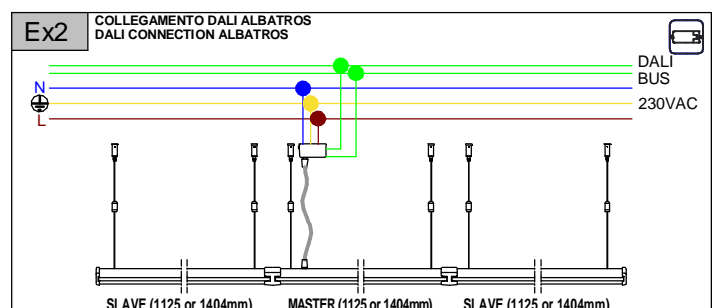 Ex2
COLLEGAMENTO DALI ALBATROS
DALI CONNECTION ALBATROS
DALI
BUS
N
230VAC
L
SLAVE (1125 or 1404mm)
MASTER (1125 or 1404mm)
SLAVE (1125 or 1404mm)